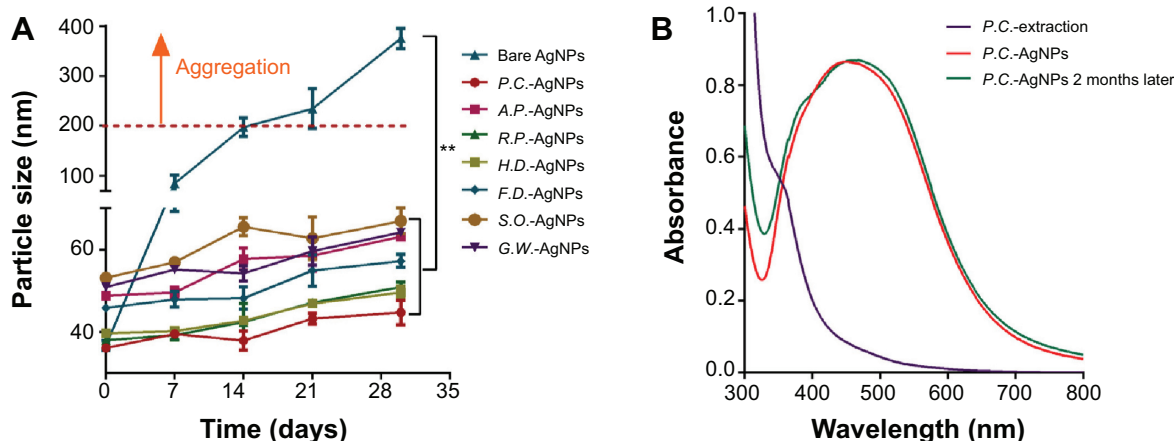 A
Particle size (nm)
400
300
200
100
60
40
Aggregation
**
0
7
14
21
28
35
Time (days)
Bare AgNPs
P.C.-AgNPs
A.P.-AgNPs
R.P.-AgNPs
H.D.-AgNPs
F.D.-AgNPs
S.O.-AgNPs
G.W.-AgNPs
B
Absorbance
1.0
0.8
0.6
0.4
0.2
0.0
300
400
500
600
700
800
Wavelength (nm)
P.C.-extraction
P.C.-AgNPs
P.C.-AgNPs 2 months later